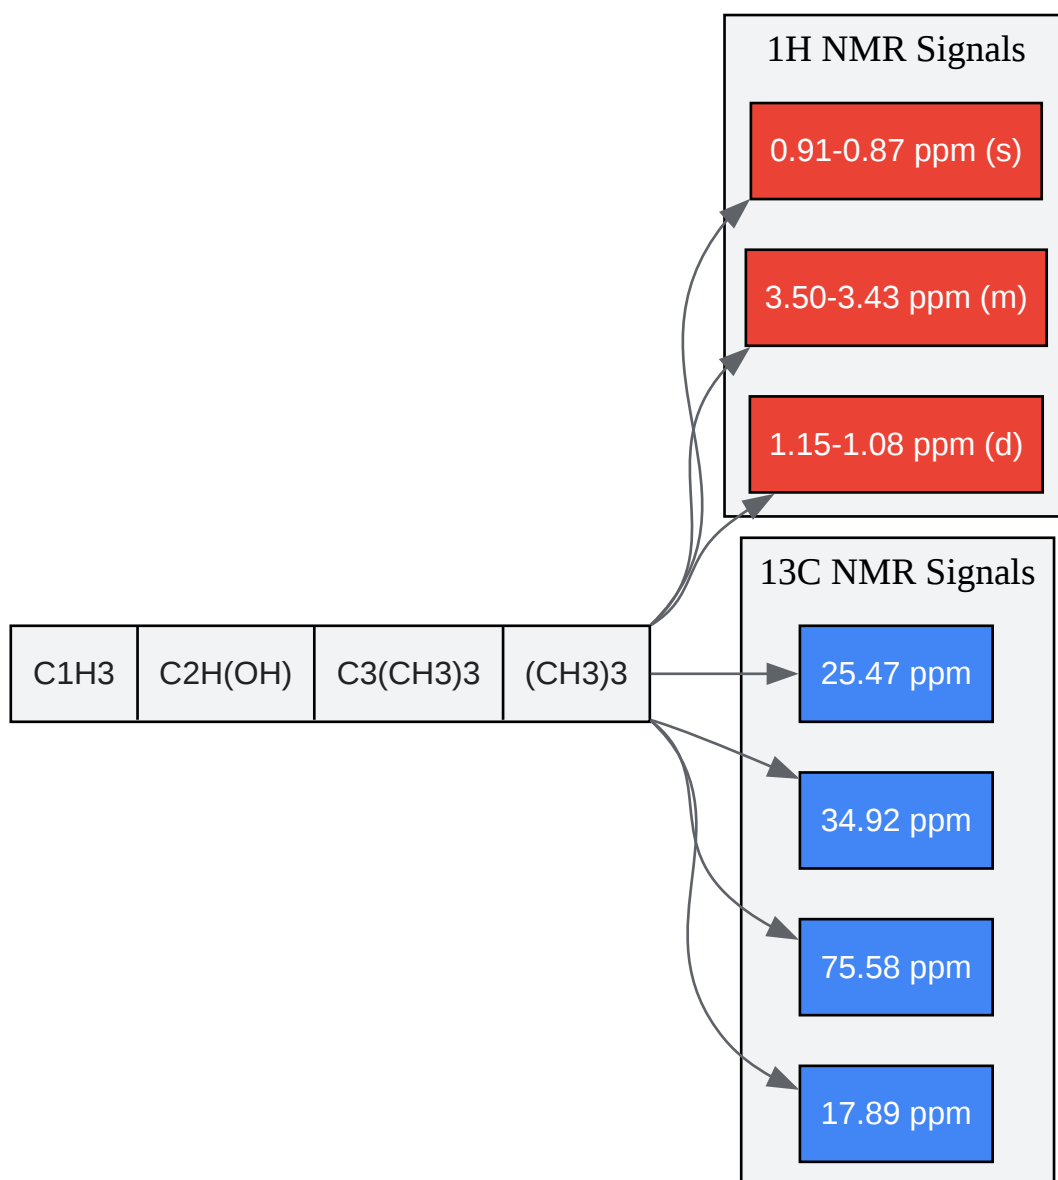 1H NMR Signals
0.91-0.87 ppm (s)
3.50-3.43 ppm (m)
1.15-1.08 ppm (d)
13C NMR Signals
C1H3
C2H(OH)
C3(CH3)3
(CH3)3
25.47 ppm
34.92 ppm
75.58 ppm
17.89 ppm